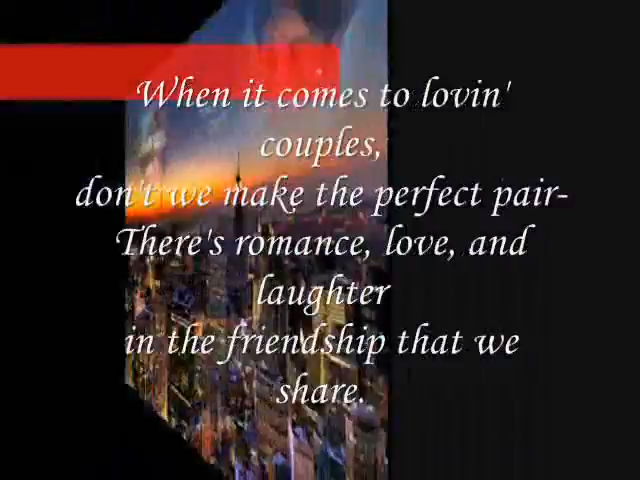 When it comes to lovin'
couples,
don't we make the perfect pair-
There's romance, love, and
laughter
in the friendship that we
share.